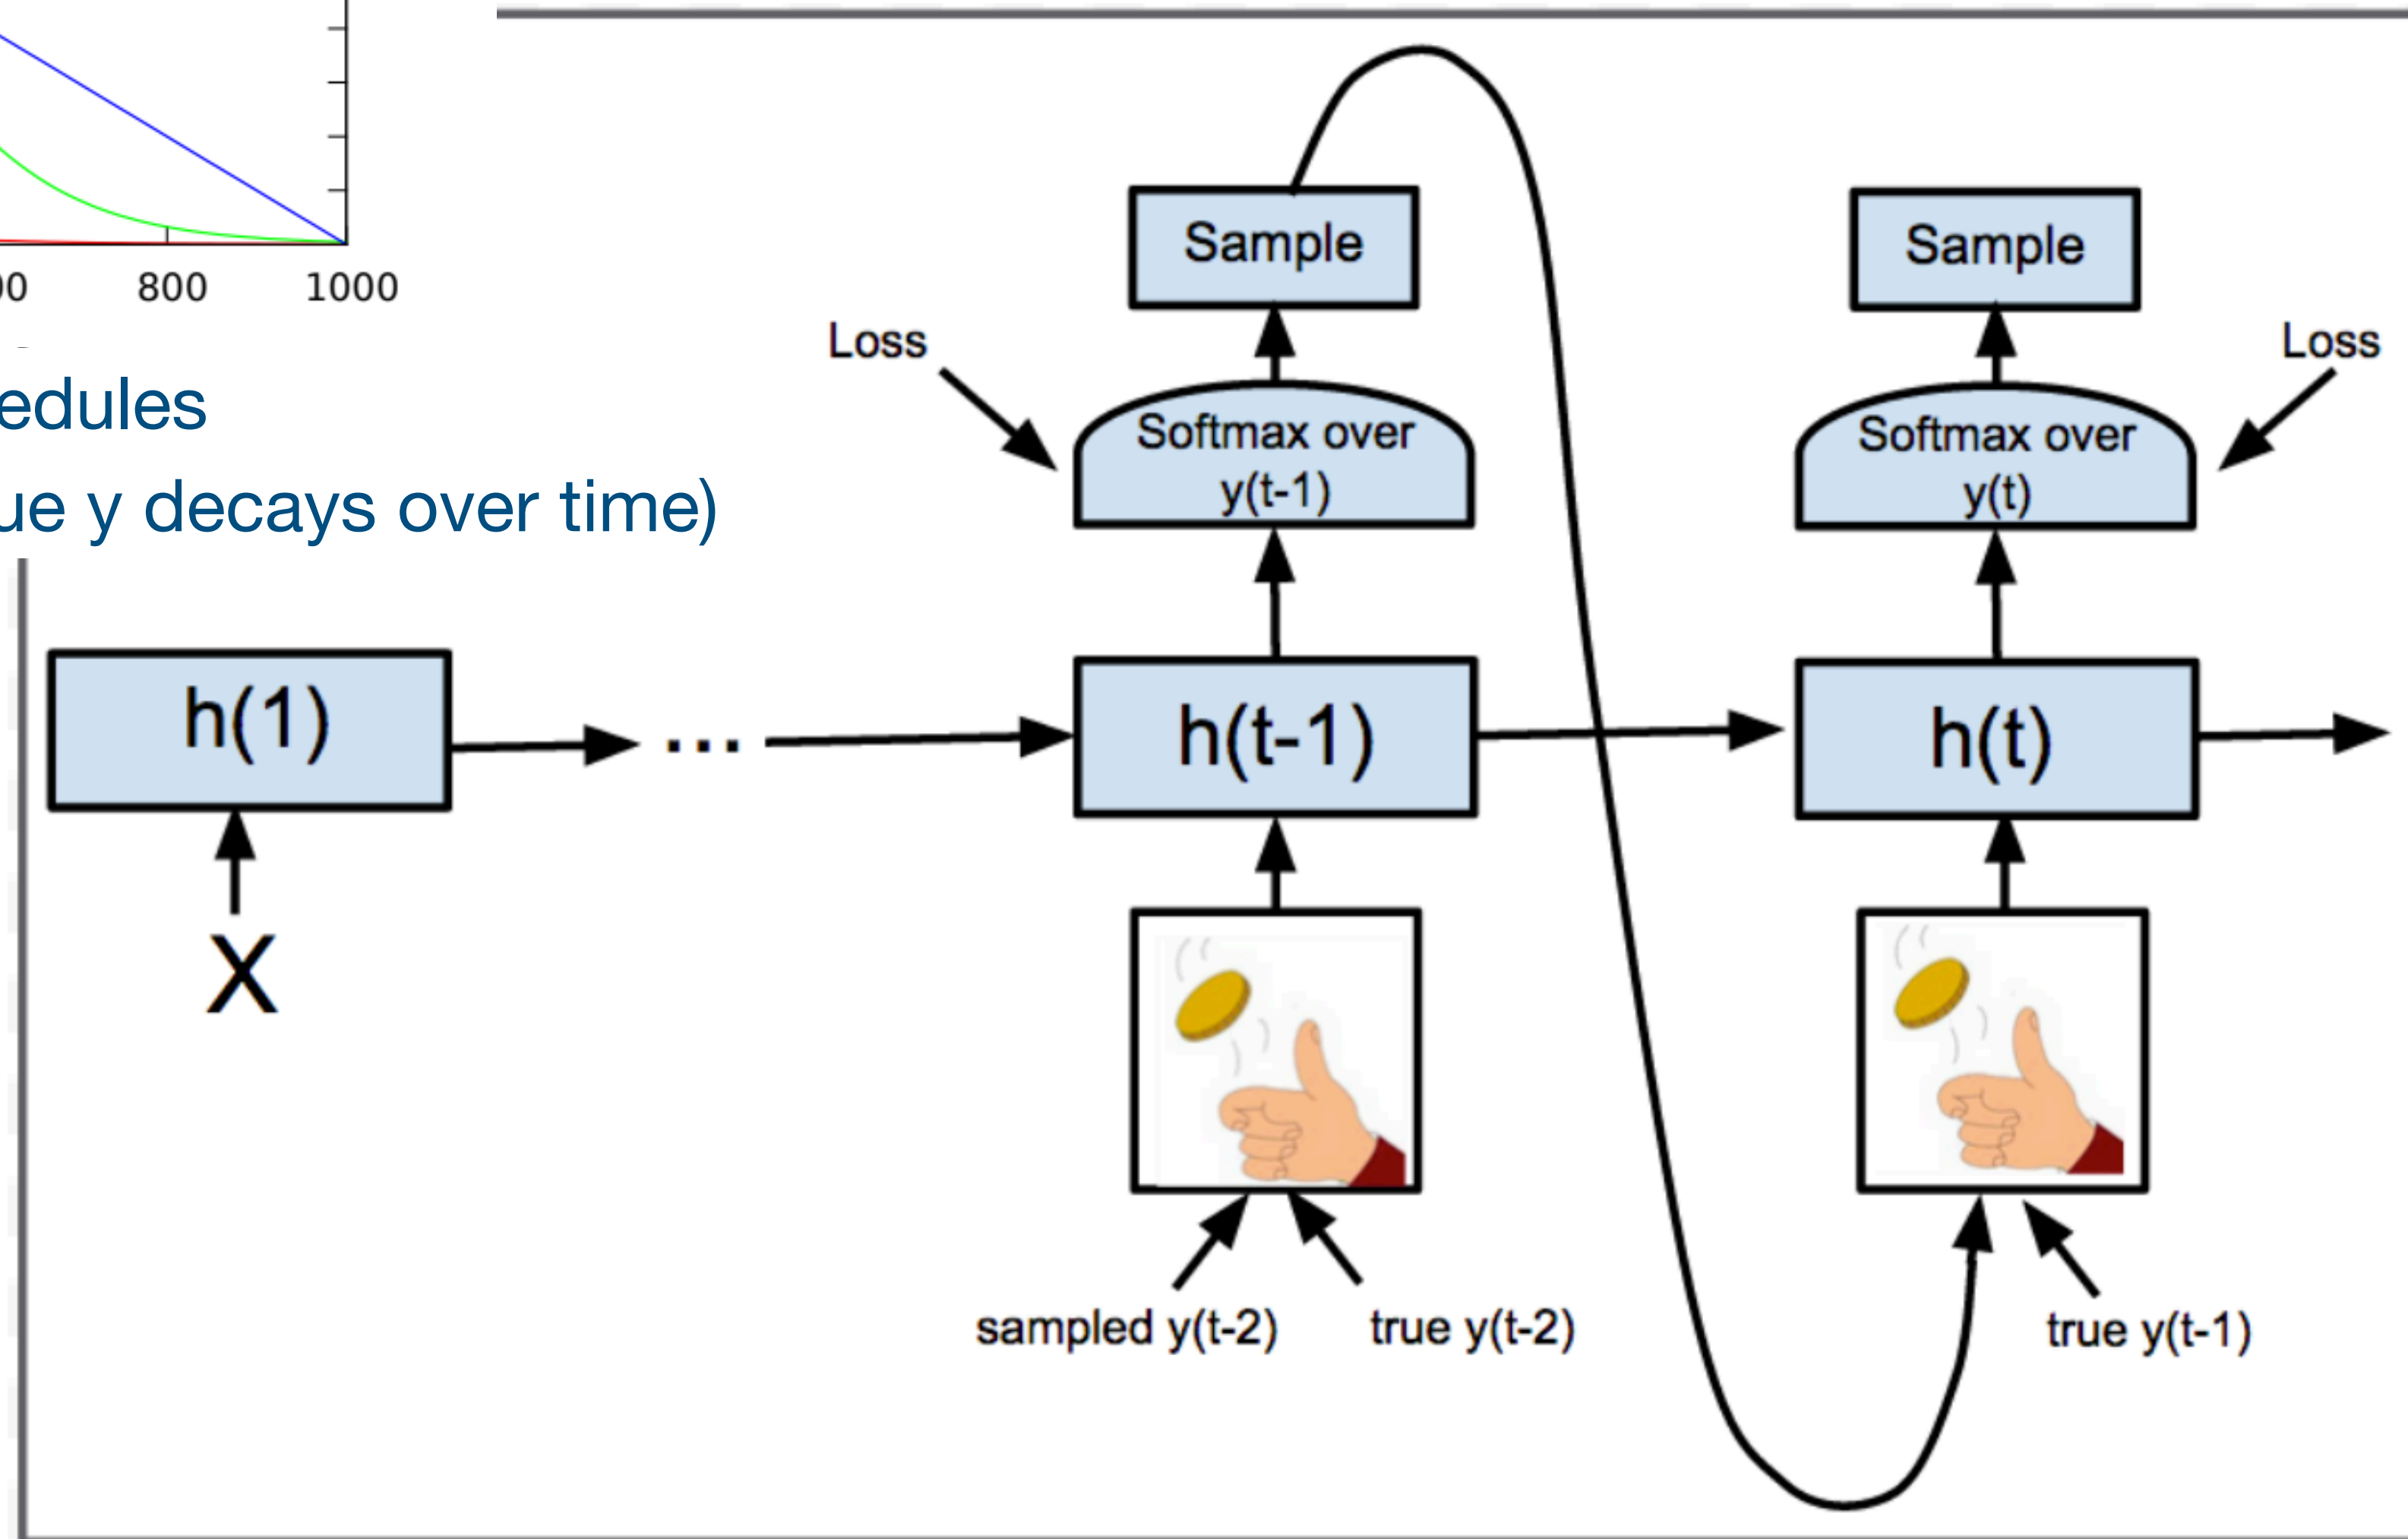 800 1000
Sample
Sample
Loss
Loss
Softmax over
y(t-1)
Softmax over
y(t)
edules
ue y decays over time)
h(1)
...
h(t-1)
h(t)
X
sampled y(t-2)
true y(t-2)
true y(t-1)